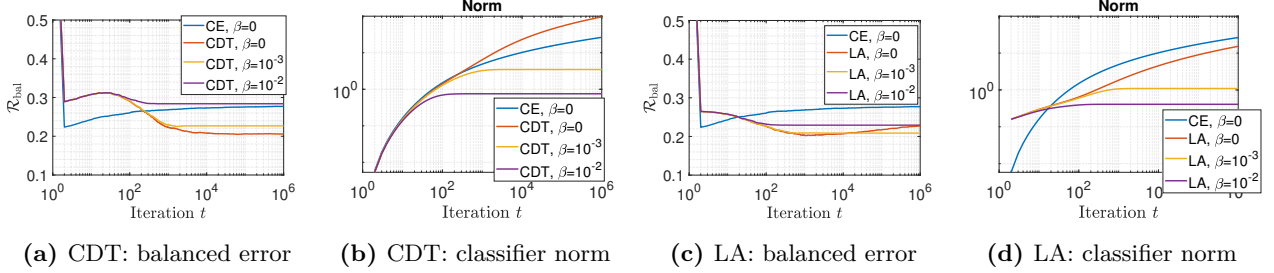 Norm
Norm
0.5
0.4
0.3
0.2
0.1
R_bal
CE, β=0
CDT, β=0
CDT, β=10^-3
CDT, β=10^-2
10^0
10^2
10^4
10^6
Iteration t
10^0
CE, β=0
CDT, β=0
CDT, β=10^-3
CDT, β=10^-2
10^0
10^2
10^4
10^6
Iteration t
0.5
0.4
0.3
0.2
0.1
R_bal
CE, β=0
LA, β=0
LA, β=10^-3
LA, β=10^-2
10^0
10^2
10^4
10^6
Iteration t
10^0
CE, β=0
LA, β=0
LA, β=10^-3
LA, β=10^-2
10^0
10^2
10^4
10^6
Iteration t
(a) CDT: balanced error
(b) CDT: classifier norm
(c) LA: balanced error
(d) LA: classifier norm